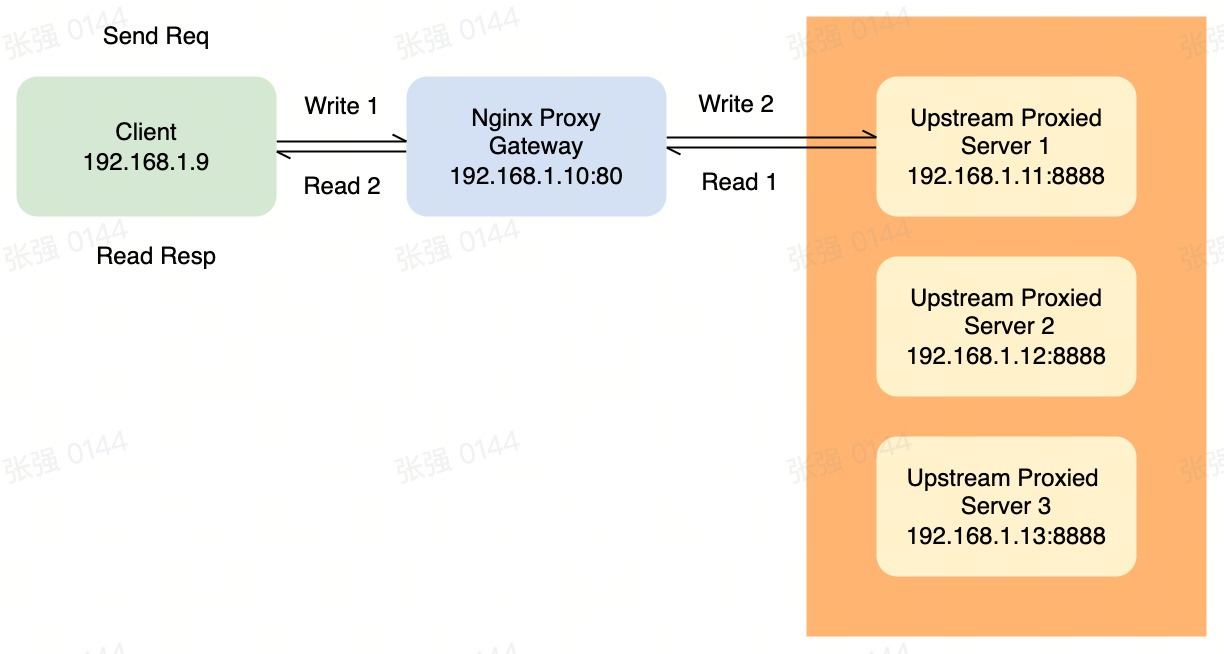 Send Req
Client
192.168.1.9
Read Resp
Write 1
Read 2
Nginx Proxy
Gateway
192.168.1.10:80
Write 2
Read 1
Upstream Proxied
Server 1
192.168.1.11:8888
Upstream Proxied
Server 2
192.168.1.12:8888
Upstream Proxied
Server 3
192.168.1.13:8888
张强 0144
张强 0144
张强 0144
张强
张强 0144
张强 0144
张强 0144
张强
张强 0144
张强 0144
张强 0144
张强